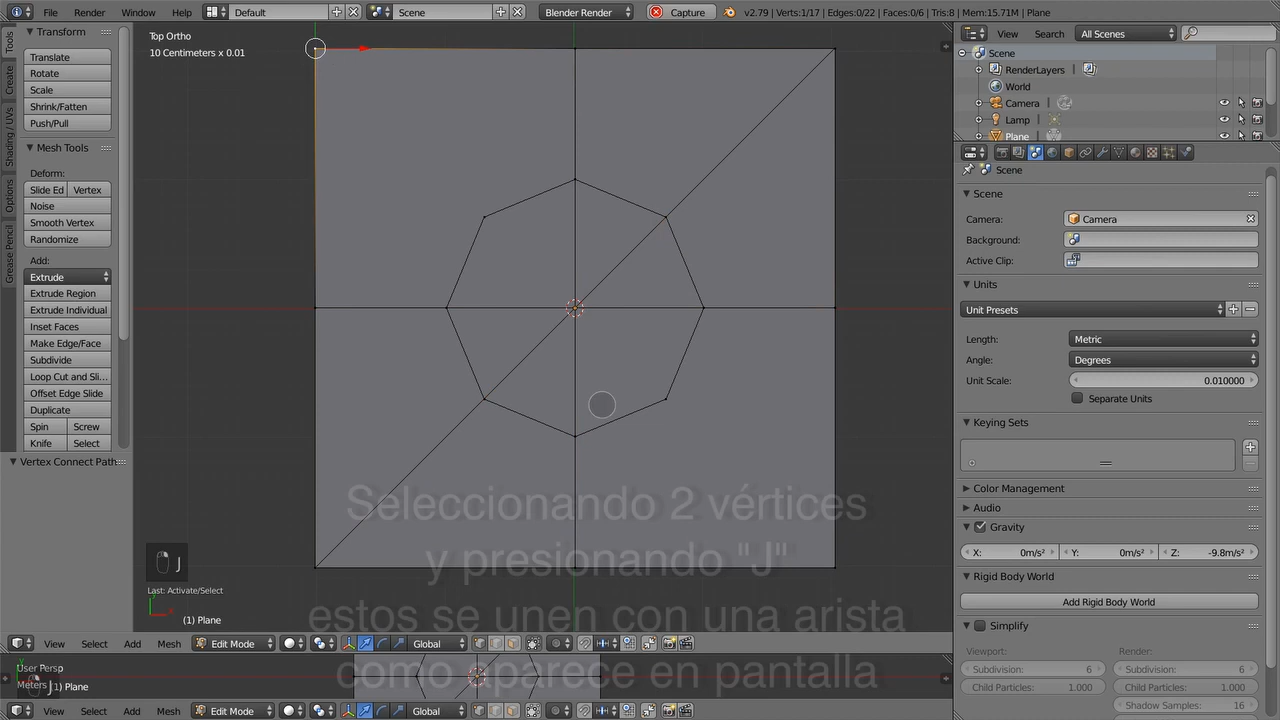 File Render Window Help Default Scene Blender Render Capture v2.79 | Verts:1/17 | Edges:0/22 | Faces:0/6 | Tris:8 | Mem:15.71M | Plane
Tools
Create
Shading / UVs
Options
Grease Pencil
Transform
Translate
Rotate
Scale
Shrink/Fatten
Push/Pull
Mesh Tools
Deform:
Slide Ed Vertex
Noise
Smooth Vertex
Randomize
Add:
Extrude
Extrude Region
Extrude Individual
Inset Faces
Make Edge/Face
Subdivide
Loop Cut and Sli...
Offset Edge Slide
Duplicate
Spin Screw
Knife Select
Vertex Connect Path
Top Ortho
10 Centimeters x 0.01
Seleccionando 2 vértices
y presionando "J"
estos se unen con una arista
como aparece en pantalla
J
Last: Activate/Select
(1) Plane
View Select Add Mesh Edit Mode Global
User Persp
Meters
(1) Plane
View Select Add Mesh Edit Mode Global
View Search All Scenes
Scene
RenderLayers |
World
Camera |
Lamp |
Plane
Scene
Scene
Camera: Camera
Background:
Active Clip:
Units
Unit Presets
Length: Metric
Angle: Degrees
Unit Scale: 0.010000
Separate Units
Keying Sets
Color Management
Audio
Gravity
X: 0m/s² Y: 0m/s² Z: -9.8m/s²
Rigid Body World
Add Rigid Body World
Simplify
Viewport: Render:
Subdivision: 6 Subdivision: 6
Child Particles: 1.000 Child Particles: 1.000
Shadow Samples: 16